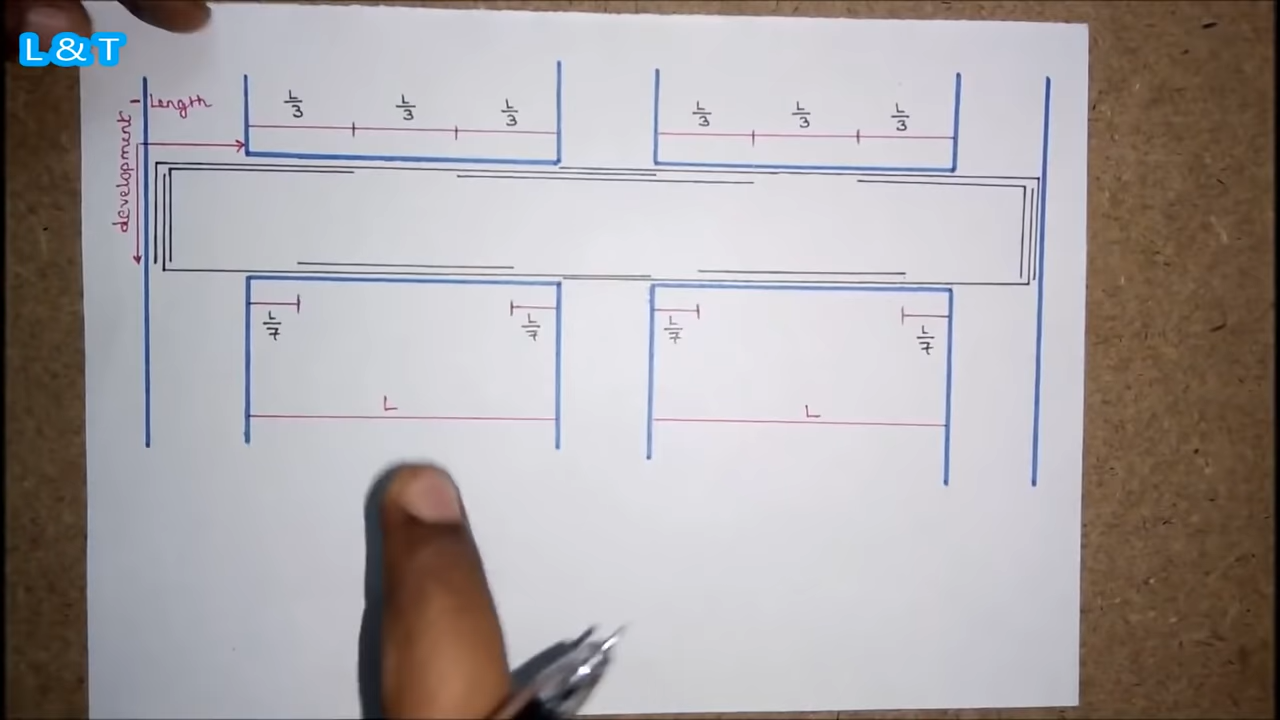 L & T
Length
development
L/3 L/3 L/3 L/3 L/3 L/3
L/7 L/7 L/7 L/7
L L